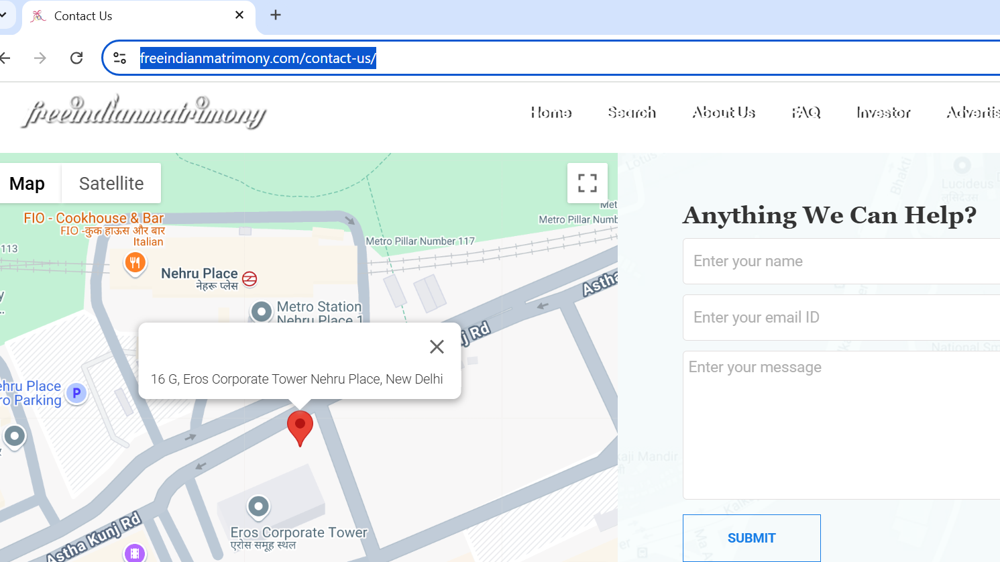 Contact Us
freeindianmatrimony.com/contact-us/
freeindianmatrimony
Home Search About Us FAQ Investor Advertis
Map Satellite
FIO - Cookhouse & Bar
FIO -कुक हाऊस और बार
Italian
113
Met
Metro Pillar Numb
Metro Pillar Number 117
Nehru Place
नेहरू प्लेस
Metro Station
Nehru Place 1
Astha
j Rd
16 G, Eros Corporate Tower Nehru Place, New Delhi
ehru Place
ro Parking
P
Eros Corporate Tower
एरोस समूह स्थल
Astha Kunj Rd
Lotus
Bhakti
Lucideus
लुसिदेउस
Anything We Can Help?
Enter your name
Enter your email ID
National Sm
Enter your message
aji Mandir
SUBMIT